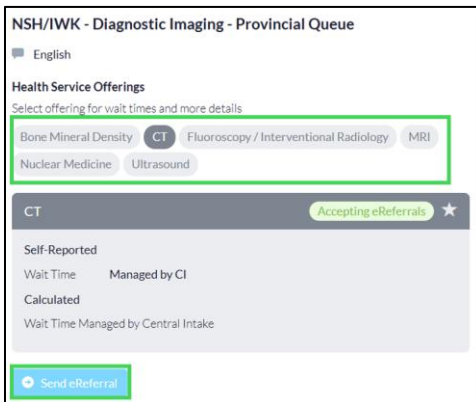 NSH/IWK - Diagnostic Imaging - Provincial Queue
English
Health Service Offerings
Select offering for wait times and more details
Bone Mineral Density CT Fluoroscopy / Interventional Radiology MRI
Nuclear Medicine Ultrasound
CT Accepting eReferrals
Self-Reported
Wait Time Managed by CI
Calculated
Wait Time Managed by Central Intake
Send eReferral